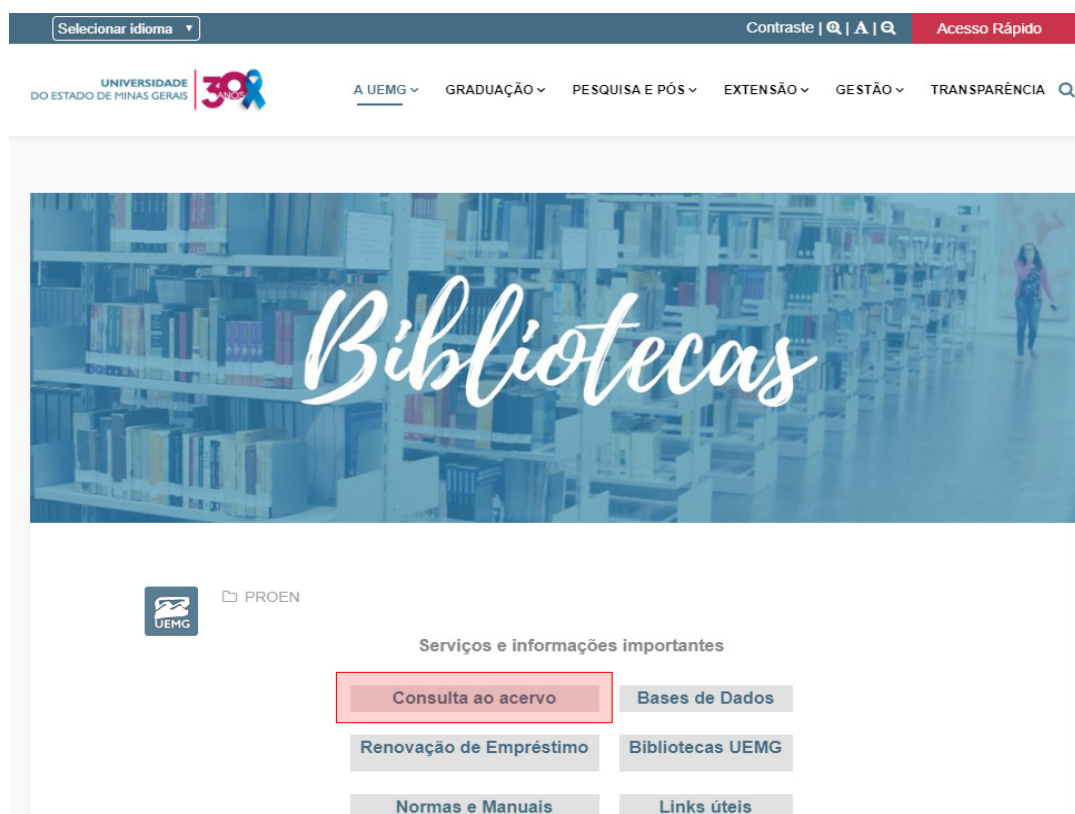 Selecionar idioma
Contraste | | A |
Acesso Rápido
UNIVERSIDADE
DO ESTADO DE MINAS GERAIS
30
ANOS
A UEMG
GRADUAÇÃO
PESQUISA E PÓS
EXTENSÃO
GESTÃO
TRANSPARÊNCIA
Bibliotecas
UEMG
PROEN
Serviços e informações importantes
Consulta ao acervo
Bases de Dados
Renovação de Empréstimo
Bibliotecas UEMG
Normas e Manuais
Links úteis